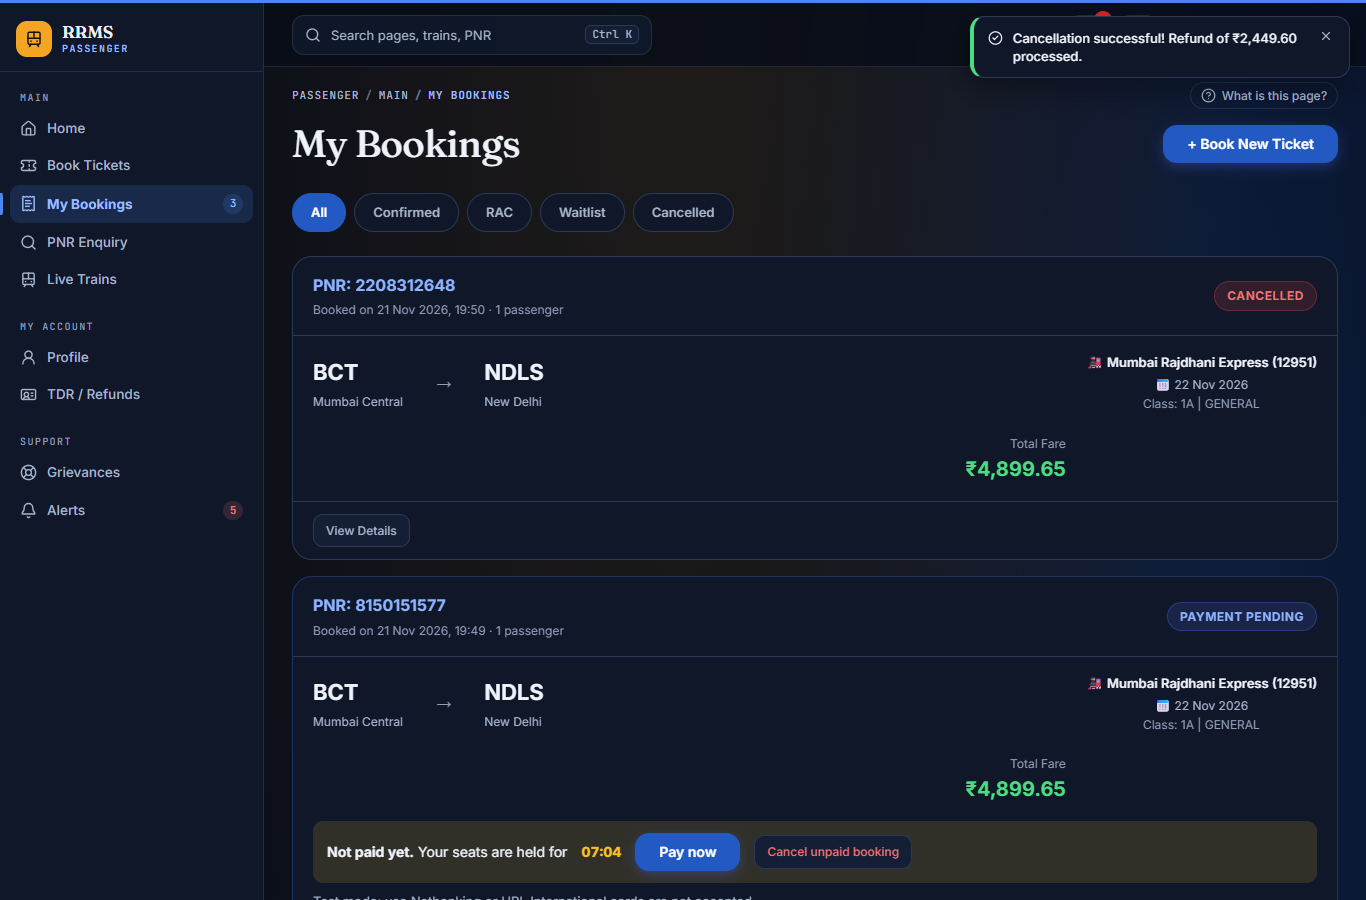 RRMS
PASSENGER
Search pages, trains, PNR
Ctrl K
Cancellation successful! Refund of ₹2,449.60
processed.
MAIN
Home
Book Tickets
My Bookings
3
PNR Enquiry
Live Trains
MY ACCOUNT
Profile
TDR / Refunds
SUPPORT
Grievances
Alerts
5
PASSENGER / MAIN / MY BOOKINGS
What is this page?
My Bookings
+ Book New Ticket
All
Confirmed
RAC
Waitlist
Cancelled
PNR: 2208312648
Booked on 21 Nov 2026, 19:50 · 1 passenger
CANCELLED
BCT
Mumbai Central
→
NDLS
New Delhi
Mumbai Rajdhani Express (12951)
22 Nov 2026
Class: 1A | GENERAL
Total Fare
₹4,899.65
View Details
PNR: 8150151577
Booked on 21 Nov 2026, 19:49 · 1 passenger
PAYMENT PENDING
BCT
Mumbai Central
→
NDLS
New Delhi
Mumbai Rajdhani Express (12951)
22 Nov 2026
Class: 1A | GENERAL
Total Fare
₹4,899.65
Not paid yet. Your seats are held for 07:04
Pay now
Cancel unpaid booking